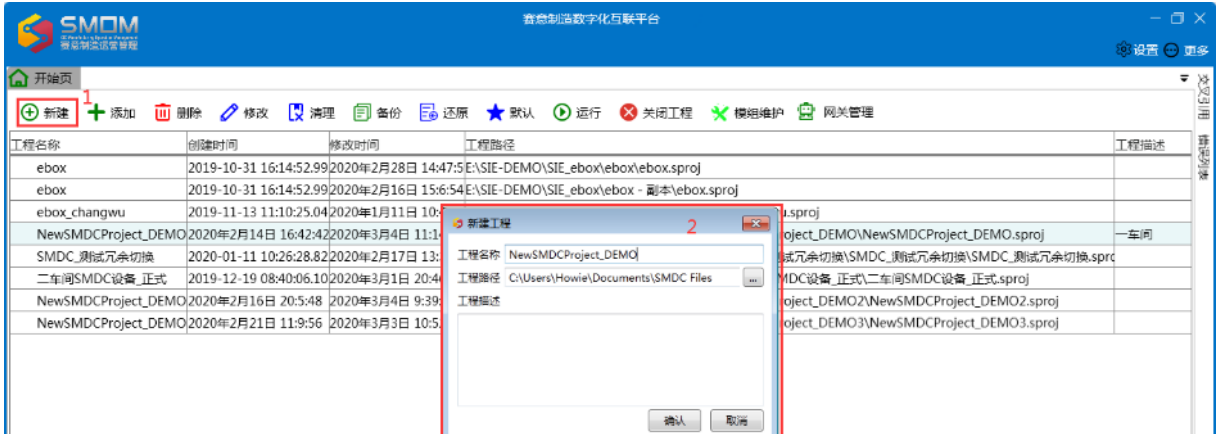 赛意制造数字化互联平台
SMOM
赛意制造运营管理
设置 更多
开始页
交叉引用
错误列表
1
新建 添加 删除 修改 清理 备份 还原 默认 运行 关闭工程 模组维护 网关管理
工程名称 创建时间 修改时间 工程路径 工程描述
ebox 2019-10-31 16:14:52.99 2020年2月28日 14:47:5 E:\SIE-DEMO\SIE_ebox\ebox\ebox.sproj
ebox 2019-10-31 16:14:52.99 2020年2月16日 15:6:54 E:\SIE-DEMO\SIE_ebox\ebox - 副本\ebox.sproj
ebox_changwu 2019-11-13 11:10:25.04 2020年1月11日 10: u.sproj
NewSMDCProject_DEMO 2020年2月14日 16:42:42 2020年3月4日 11:1 oject_DEMO\NewSMDCProject_DEMO.sproj 一车间
SMDC_测试冗余切换 2020-01-11 10:26:28.82 2020年2月17日 13: 试冗余切换\SMDC_测试冗余切换\SMDC_测试冗余切换.spro
二车间SMDC设备_正式 2019-12-19 08:40:06.10 2020年3月1日 20:4 MDC设备_正式\二车间SMDC设备_正式.sproj
NewSMDCProject_DEMO 2020年2月16日 20:5:48 2020年3月4日 9:39: oject_DEMO2\NewSMDCProject_DEMO2.sproj
NewSMDCProject_DEMO 2020年2月21日 11:9:56 2020年3月3日 10:5 oject_DEMO3\NewSMDCProject_DEMO3.sproj
新建工程 2
工程名称 NewSMDCProject_DEMO
工程路径 C:\Users\Howie\Documents\SMDC Files ...
工程描述
确认 取消